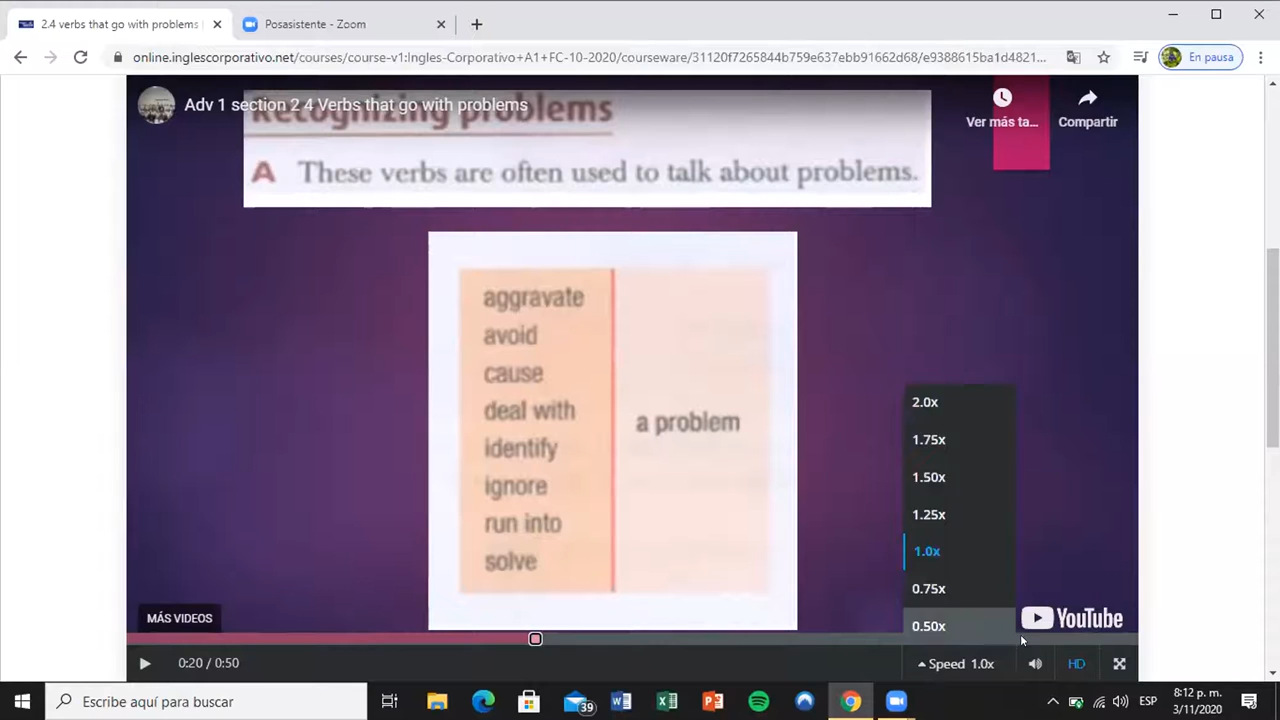 2.4 verbs that go with problems
Posasistente - Zoom
online.inglescorporativo.net/courses/course-v1:Ingles-Corporativo+A1+FC-10-2020/courseware/31120f7265844b759e637ebb91662d68/e9388615ba1d4821...
En pausa
Adv 1 section 2 4 Verbs that go with problems
Recognizing problems
Ver más ta...
Compartir
A These verbs are often used to talk about problems.
aggravate
avoid
cause
deal with
identify
ignore
run into
solve
a problem
2.0x
1.75x
1.50x
1.25x
1.0x
0.75x
0.50x
MÁS VIDEOS
YouTube
0:20 / 0:50
Speed 1.0x
HD
Escribe aquí para buscar
39
ESP
8:12 p. m.
3/11/2020